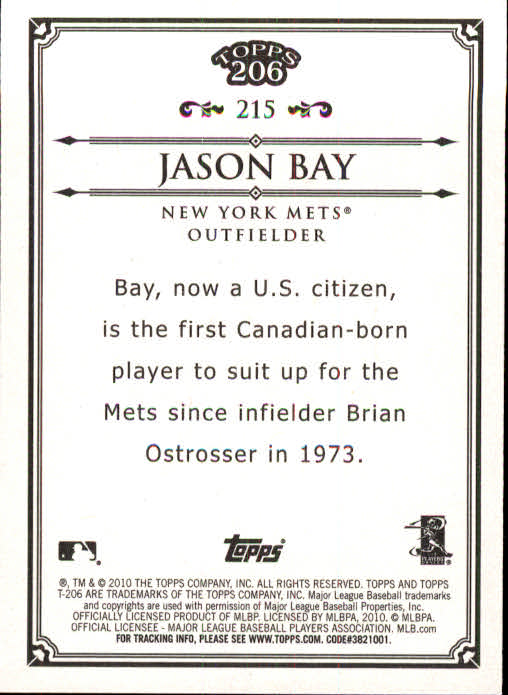 TOPPS
206
215
JASON BAY
NEW YORK METS®
OUTFIELDER
Bay, now a U.S. citizen,
is the first Canadian-born
player to suit up for the
Mets since infielder Brian
Ostrosser in 1973.
Topps®
PLAYERS
CHOICE
®, TM & © 2010 THE TOPPS COMPANY, INC. ALL RIGHTS RESERVED. TOPPS AND TOPPS
T-206 ARE TRADEMARKS OF THE TOPPS COMPANY, INC. Major League Baseball trademarks
and copyrights are used with permission of Major League Baseball Properties, Inc.
OFFICIALLY LICENSED PRODUCT OF MLBP. LICENSED BY MLBPA, 2010. © MLBPA.
OFFICIAL LICENSEE - MAJOR LEAGUE BASEBALL PLAYERS ASSOCIATION. MLB.com
FOR TRACKING INFO, PLEASE SEE WWW.TOPPS.COM. CODE#3821001.